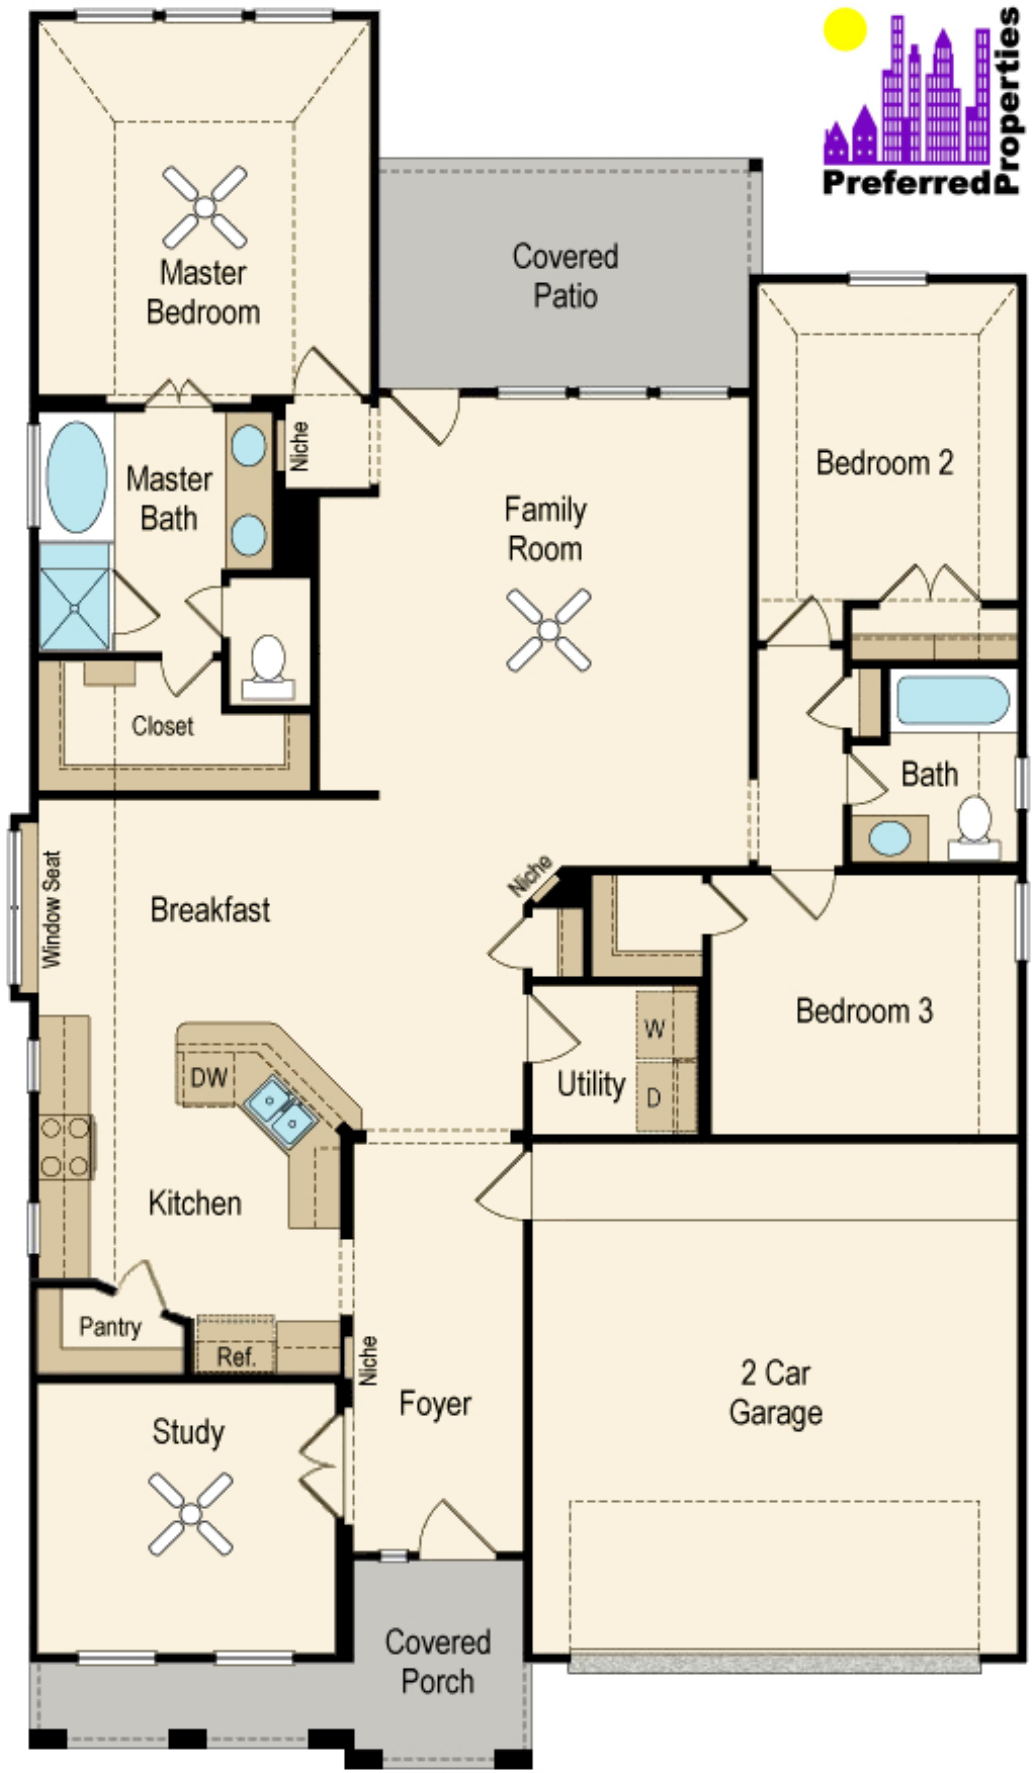 Preferred
Properties
Covered
Patio
Master
Bedroom
Niche
Master
Bath
Family
Room
Bedroom 2
Closet
Bath
Window Seat
Breakfast
Niche
Bedroom 3
W
DW
Utility
D
Kitchen
Pantry
Ref.
Niche
2 Car
Garage
Foyer
Study
Covered
Porch